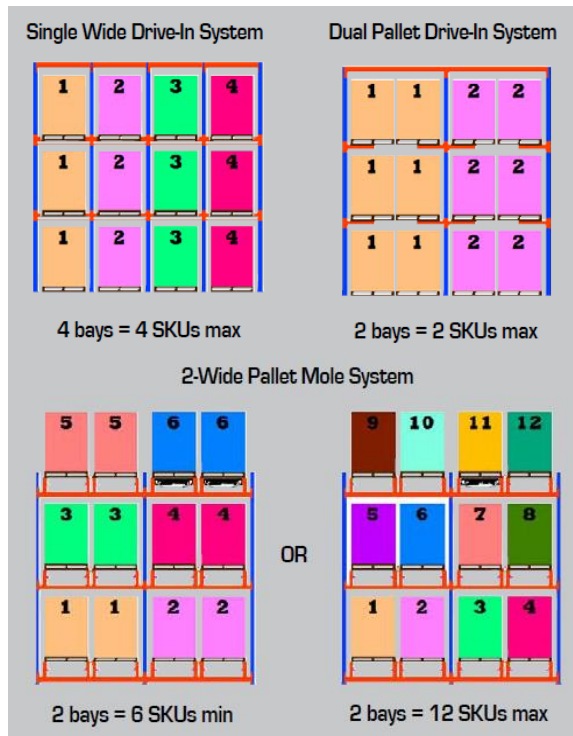 Single Wide Drive-In System
1 2 3 4
1 2 3 4
1 2 3 4
4 bays = 4 SKUs max
Dual Pallet Drive-In System
1 1 2 2
1 1 2 2
1 1 2 2
2 bays = 2 SKUs max
2-Wide Pallet Mole System
5 5 6 6
3 3 4 4
1 1 2 2
2 bays = 6 SKUs min
OR
9 10 11 12
5 6 7 8
1 2 3 4
2 bays = 12 SKUs max